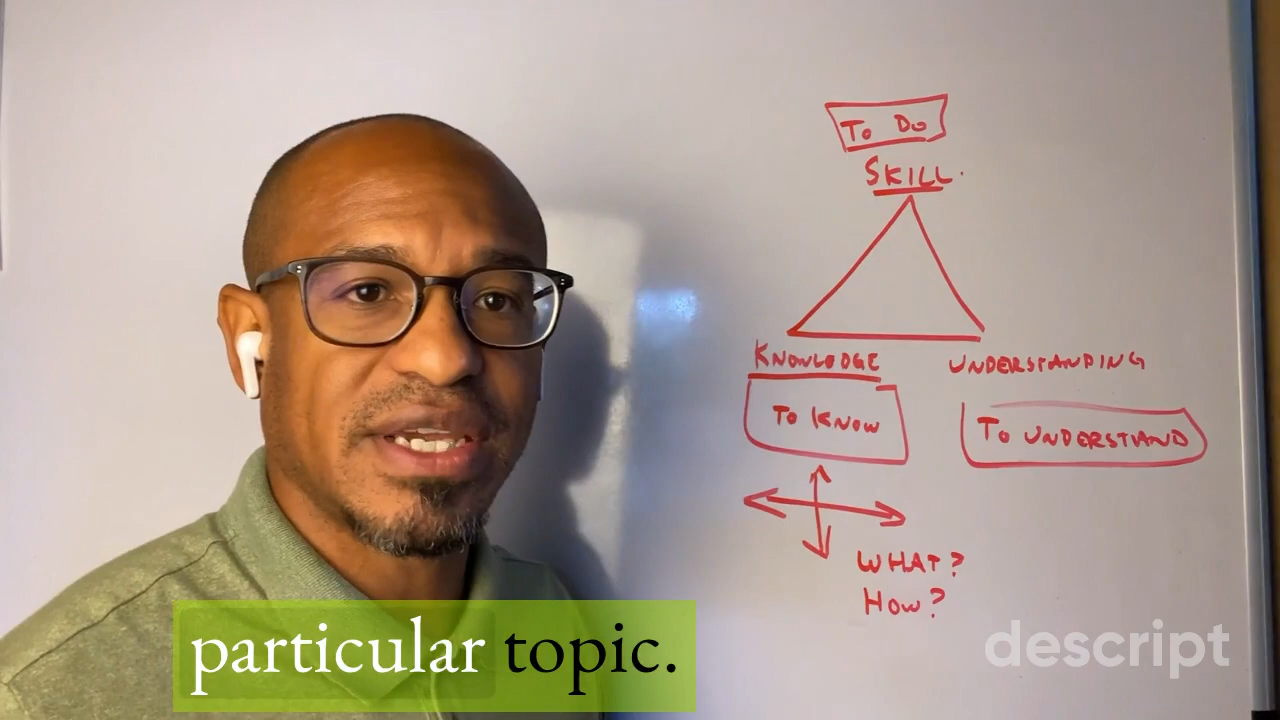 To Do
SKILL.
KNOWLEDGE
UNDERSTANDING
To KNOW
To UNDERSTAND
WHAT?
How?
particular topic.
descript